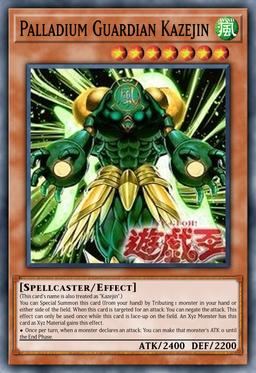 PALLADIUM GUARDIAN KAZEJIN 風
YU-GI-OH!
遊戯王
[SPELLCASTER/EFFECT]
(This card's name is also treated as "Kazejin".)
You can Special Summon this card (from your hand) by Tributing 1 monster in your hand or
either side of the field. When this card is targeted for an attack: You can negate the attack. This
effect can only be used once while this card is face-up on the field. An Xyz Monster has this
card as Xyz Material gains this effect.
● Once per turn, when a monster declares an attack: You can make that monster's ATK 0 until
the End Phase.
ATK/2400 DEF/2200